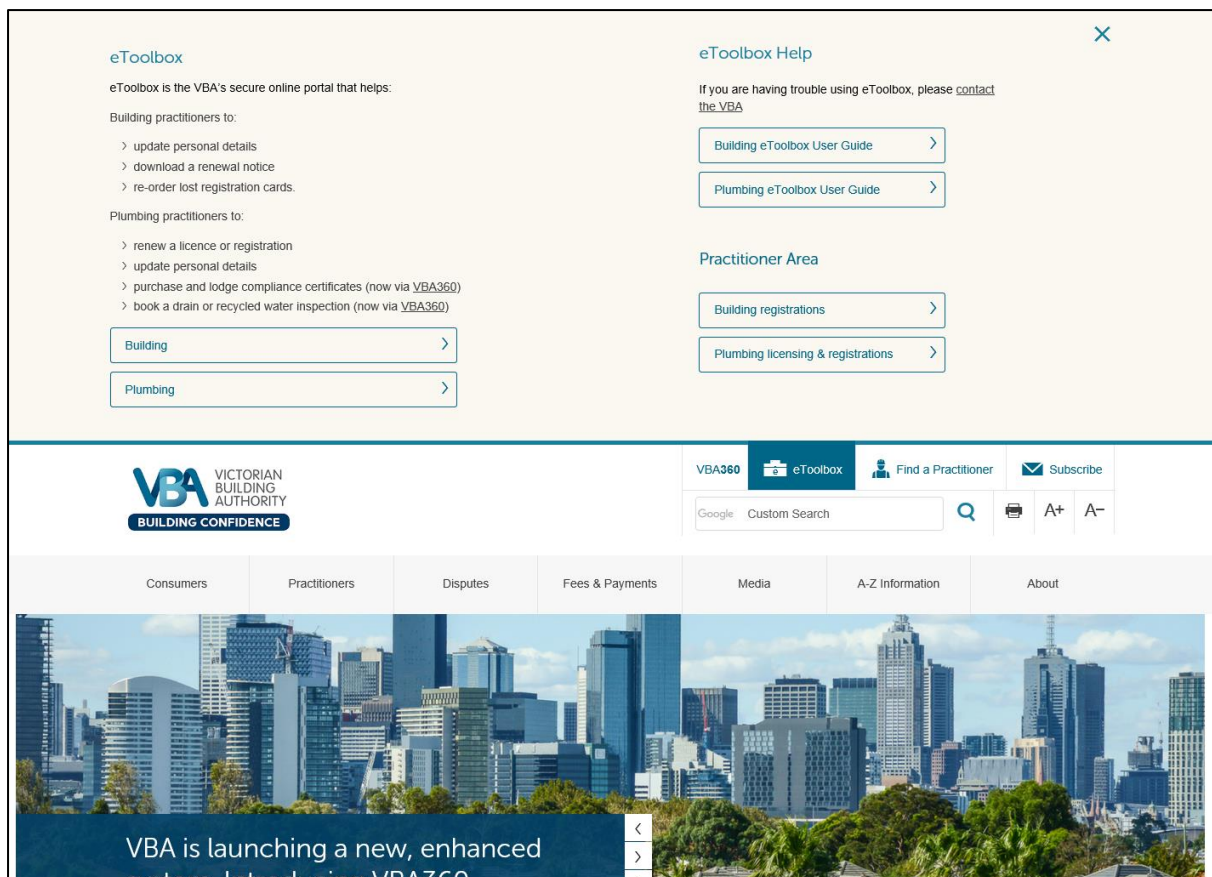 eToolbox
eToolbox is the VBA's secure online portal that helps:
Building practitioners to:
update personal details
download a renewal notice
re-order lost registration cards.
Plumbing practitioners to:
renew a licence or registration
update personal details
purchase and lodge compliance certificates (now via VBA360)
book a drain or recycled water inspection (now via VBA360)
Building
Plumbing
eToolbox Help
If you are having trouble using eToolbox, please contact
the VBA
Building eToolbox User Guide
Plumbing eToolbox User Guide
Practitioner Area
Building registrations
Plumbing licensing & registrations
VBA VICTORIAN
BUILDING
AUTHORITY
BUILDING CONFIDENCE
VBA360 eToolbox Find a Practitioner Subscribe
Google Custom Search A+ A-
Consumers Practitioners Disputes Fees & Payments Media A-Z Information About
VBA is launching a new, enhanced